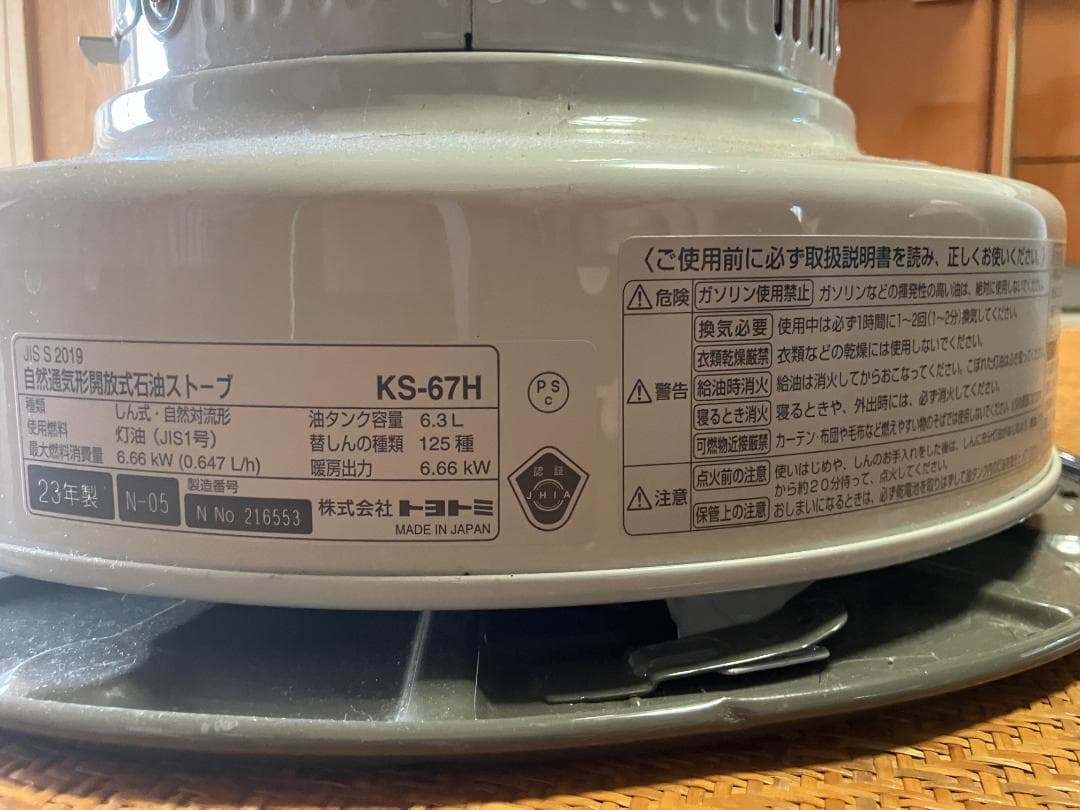 JIS S 2019
自然通気形開放式石油ストーブ KS-67H
種類 しん式・自然対流形
使用燃料 灯油（JIS1号）
最大燃料消費量 6.66 kW (0.647 L/h)
油タンク容量 6.3 L
替しんの種類 125 種
暖房出力 6.66 kW
23年製 N-05 製造番号
N No 216553
株式会社 トヨトミ
MADE IN JAPAN
PS
C
認証
JHIA
〈ご使用前に必ず取扱説明書を読み、正しくお使いください。〉
危険 ガソリン使用禁止 ガソリンなどの揮発性の高い油は、絶対に使用しないでください。
警告
換気必要 使用中は必ず1時間に1〜2回(1〜2分)換気してください。
衣類乾燥厳禁 衣類などの乾燥には使用しないでください。
給油時消火 給油は消火してからおこなってください。こぼれた灯油は
寝るとき消火 寝るときや、外出時には、必ず消火してください。
可燃物近接厳禁 カーテン・布団や毛布など燃えやすい物のそばでは使用しないでください。
注意
点火前の注意 使いはじめや、しんのお手入れをした後は、しんに
から約20分待って、点火してください。
保管上の注意 おしまいになるときは、必ず乾電池を取りはずして油タンク内の